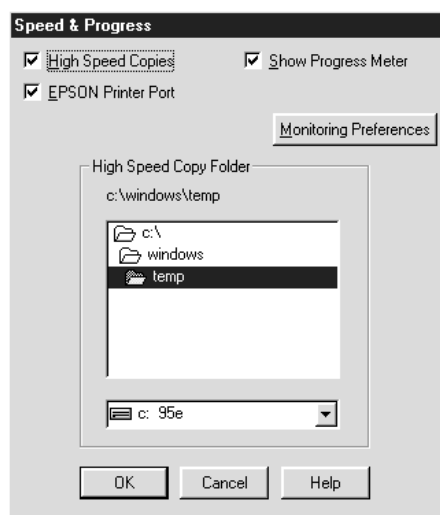 Speed & Progress
High Speed Copies
Show Progress Meter
EPSON Printer Port
Monitoring Preferences
High Speed Copy Folder
c:\windows\temp
c:\
windows
temp
c: 95e
OK
Cancel
Help